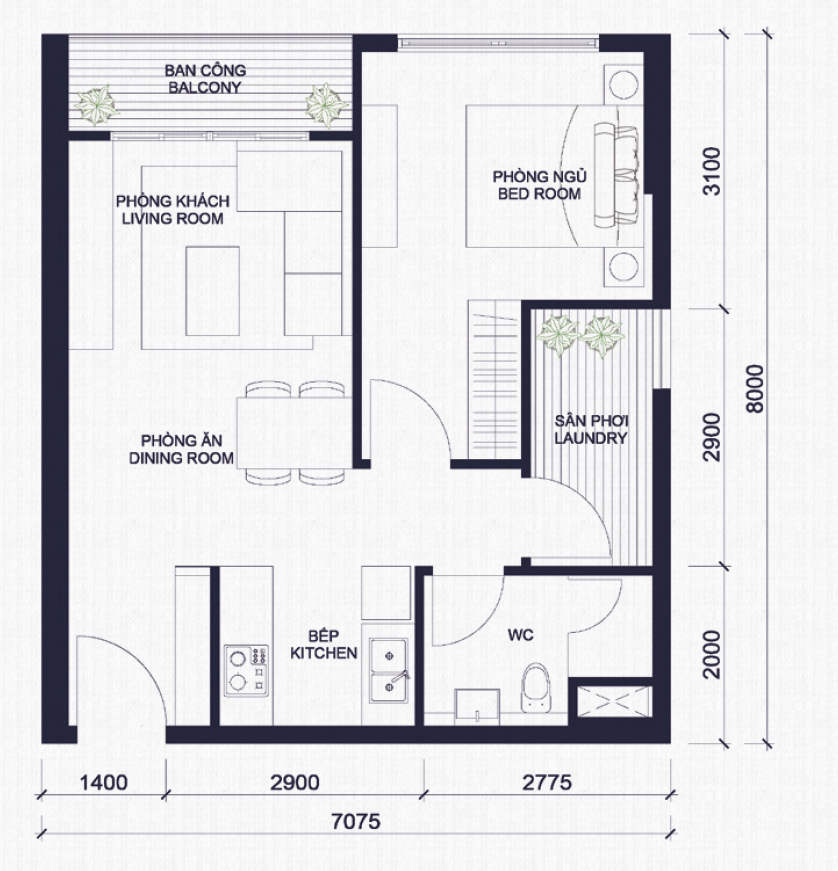 BAN CÔNG
BALCONY
PHÒNG KHÁCH
LIVING ROOM
PHÒNG NGỦ
BED ROOM
3100
8000
SÂN PHƠI
LAUNDRY
2900
PHÒNG ĂN
DINING ROOM
BẾP
KITCHEN
WC
2000
1400
2900
2775
7075